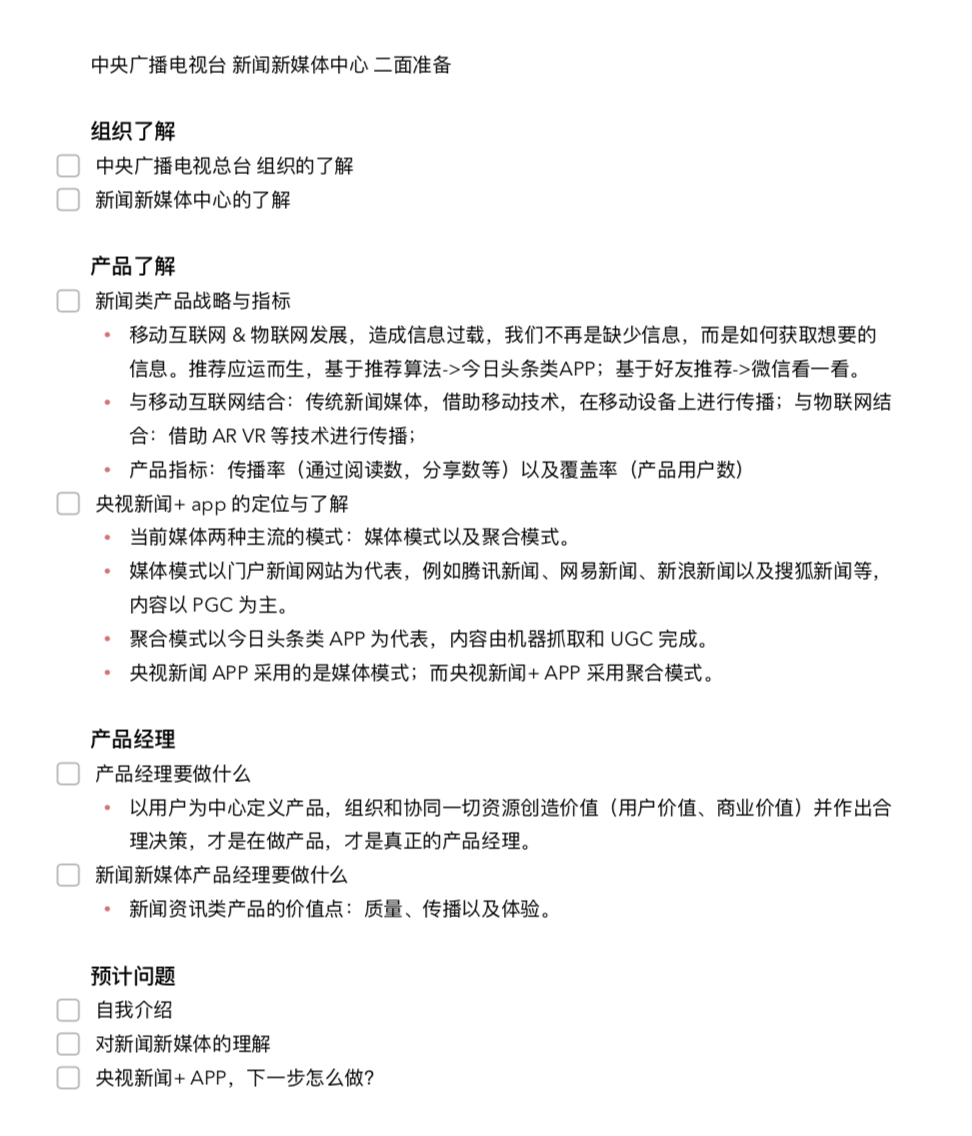 中央广播电视台 新闻新媒体中心 二面准备
组织了解
中央广播电视总台 组织的了解
新闻新媒体中心的了解
产品了解
新闻类产品战略与指标
• 移动互联网 & 物联网发展，造成信息过载，我们不再是缺少信息，而是如何获取想要的
信息。推荐应运而生，基于推荐算法->今日头条类APP；基于好友推荐->微信看一看。
• 与移动互联网结合：传统新闻媒体，借助移动技术，在移动设备上进行传播；与物联网结
合：借助 AR VR 等技术进行传播；
• 产品指标：传播率（通过阅读数，分享数等）以及覆盖率（产品用户数）
央视新闻+ app 的定位与了解
• 当前媒体两种主流的模式：媒体模式以及聚合模式。
• 媒体模式以门户新闻网站为代表，例如腾讯新闻、网易新闻、新浪新闻以及搜狐新闻等，
内容以 PGC 为主。
• 聚合模式以今日头条类 APP 为代表，内容由机器抓取和 UGC 完成。
• 央视新闻 APP 采用的是媒体模式；而央视新闻+ APP 采用聚合模式。
产品经理
产品经理要做什么
• 以用户为中心定义产品，组织和协同一切资源创造价值（用户价值、商业价值）并作出合
理决策，才是在做产品，才是真正的产品经理。
新闻新媒体产品经理要做什么
• 新闻资讯类产品的价值点：质量、传播以及体验。
预计问题
自我介绍
对新闻新媒体的理解
央视新闻+ APP，下一步怎么做?